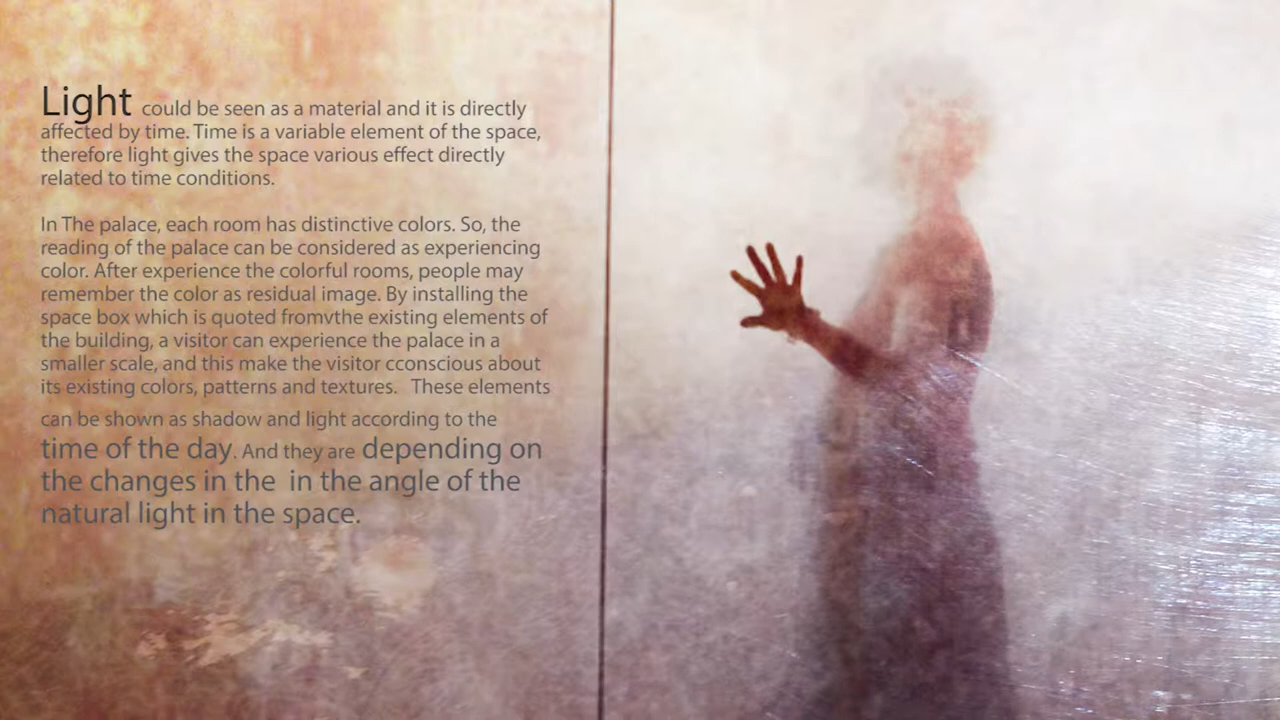 Light could be seen as a material and it is directly
affected by time. Time is a variable element of the space,
therefore light gives the space various effect directly
related to time conditions.
In The palace, each room has distinctive colors. So, the
reading of the palace can be considered as experiencing
color. After experience the colorful rooms, people may
remember the color as residual image. By installing the
space box which is quoted fromvthe existing elements of
the building, a visitor can experience the palace in a
smaller scale, and this make the visitor cconscious about
its existing colors, patterns and textures.   These elements
can be shown as shadow and light according to the
time of the day. And they are depending on
the changes in the  in the angle of the
natural light in the space.